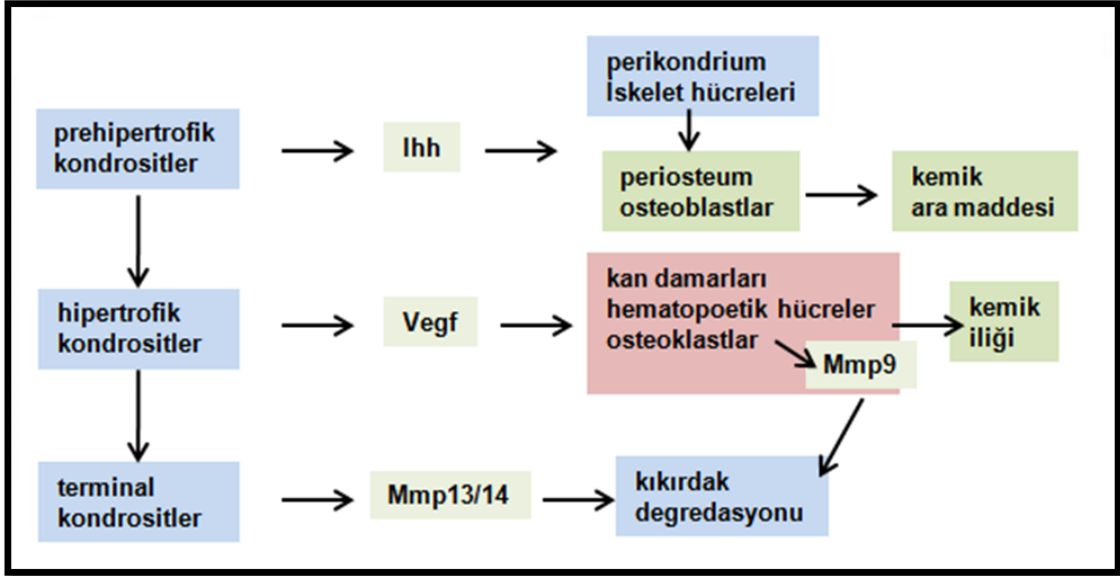 perikondrium
İskelet hücreleri
prehipertrofik
kondrositler
Ihh
periosteum
osteoblastlar
kemik
ara maddesi
hipertrofik
kondrositler
Vegf
kan damarları
hematopoetik hücreler
osteoklastlar
Mmp9
kemik
iliği
terminal
kondrositler
Mmp13/14
kıkırdak
degredasyonu